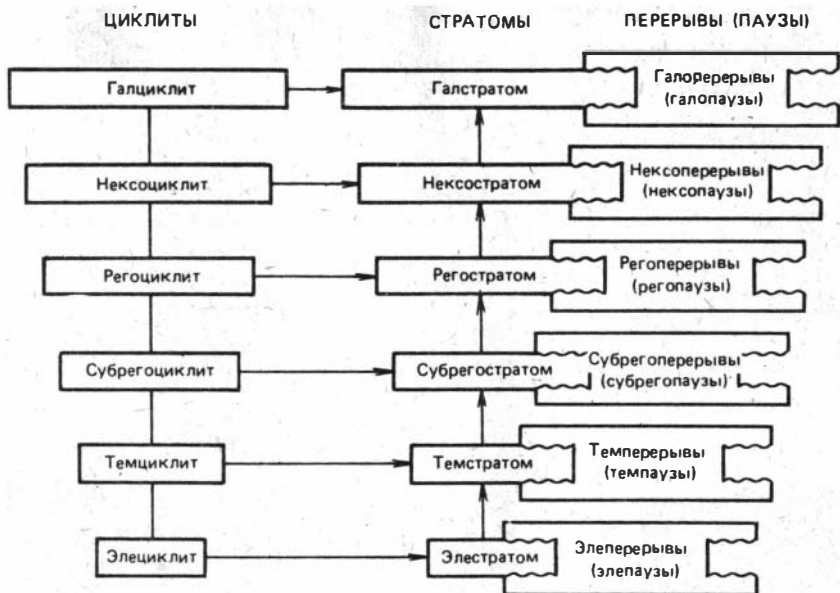 ЦИКЛИТЫ СТРАТОМЫ ПЕРЕРЫВЫ (ПАУЗЫ)
Галциклит Галстратом Галоререрывы
(галопаузы)
Нексоциклит Нексостратом Нексоперерывы
(нексопаузы)
Регоциклит Регостратом Регоперерывы
(регопаузы)
Субрегоциклит Субрегостратом Субрегоперерывы
(субрегопаузы)
Темциклит Темстратом Темперерывы
(темпаузы)
Элециклит Элестратом Элеперерывы
(элепаузы)